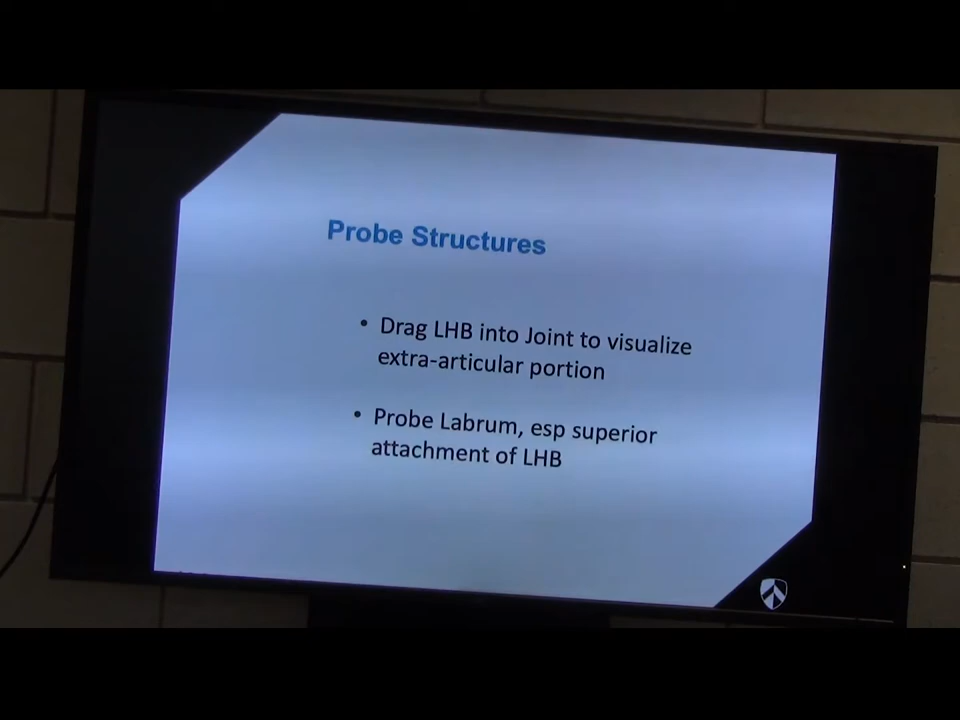 Probe Structures
• Drag LHB into Joint to visualize
extra-articular portion
• Probe Labrum, esp superior
attachment of LHB